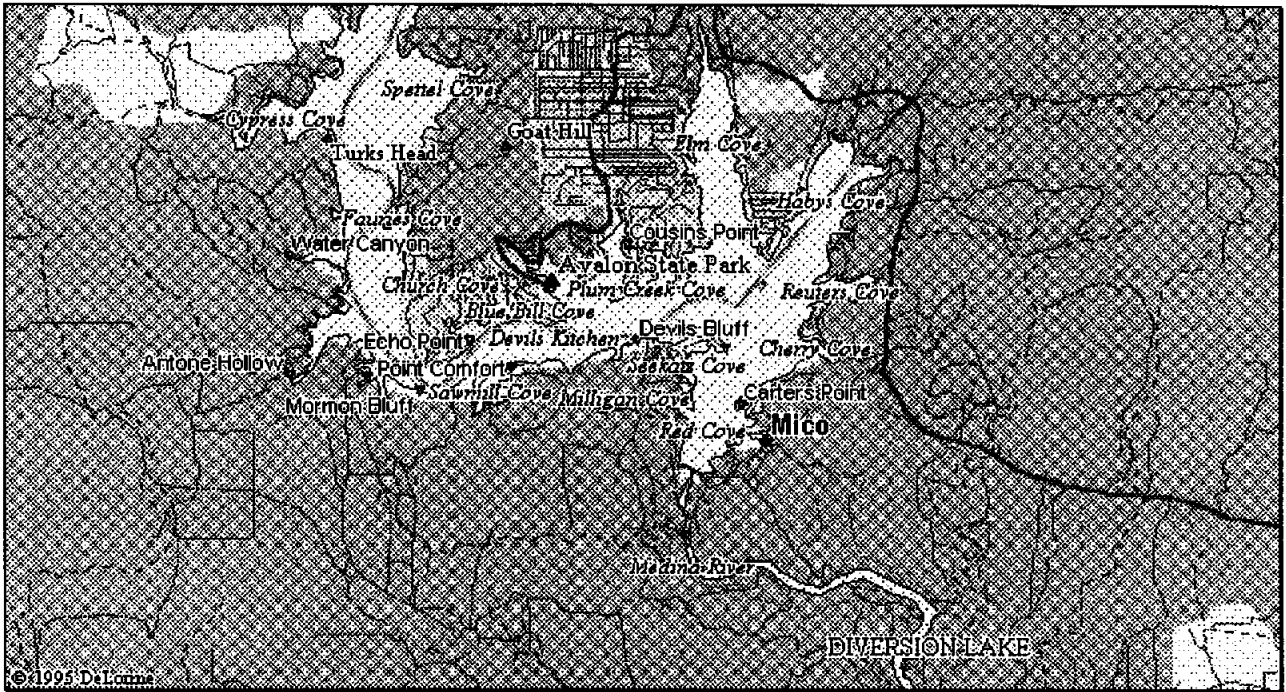 Spettel Cove
Cypress Cove
Goat Hill
Turks Head
Elm Cove
Habys Cove
Faunies Cove
Water Canyon
Cousins Point
Avalon State Park
Church Cove
Plum Creek Cove
Reuters Cove
Blue Bill Cove
Devils Bluff
Echo Point
Devils Kitchen
Cherry Cove
Antone Hollow
Point Comfort
Seekatz Cove
Sawmill Cove
Milligan Cove
Carters Point
Mormon Bluff
Red Cove
Mico
Medina River
DIVERSION LAKE
© 1995 DeLorme